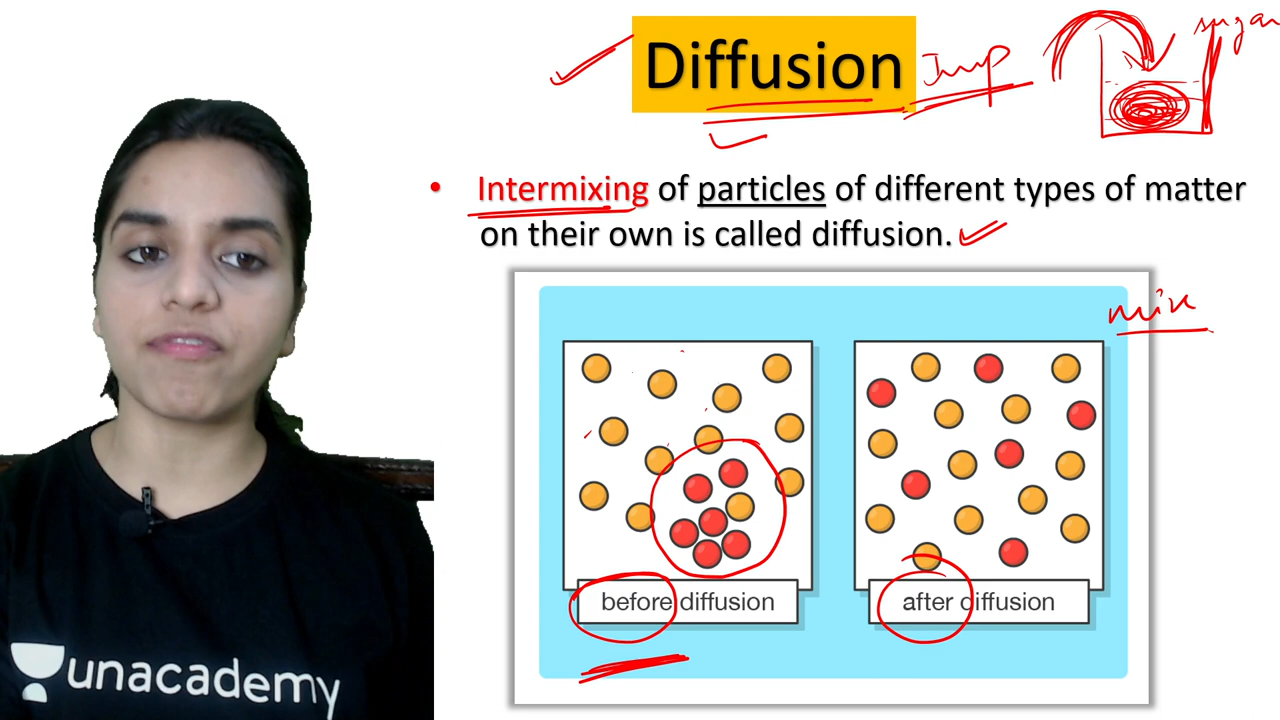 Diffusion
Imp
sugar
• Intermixing of particles of different types of matter
on their own is called diffusion.
mix
before diffusion
after diffusion
unacademy